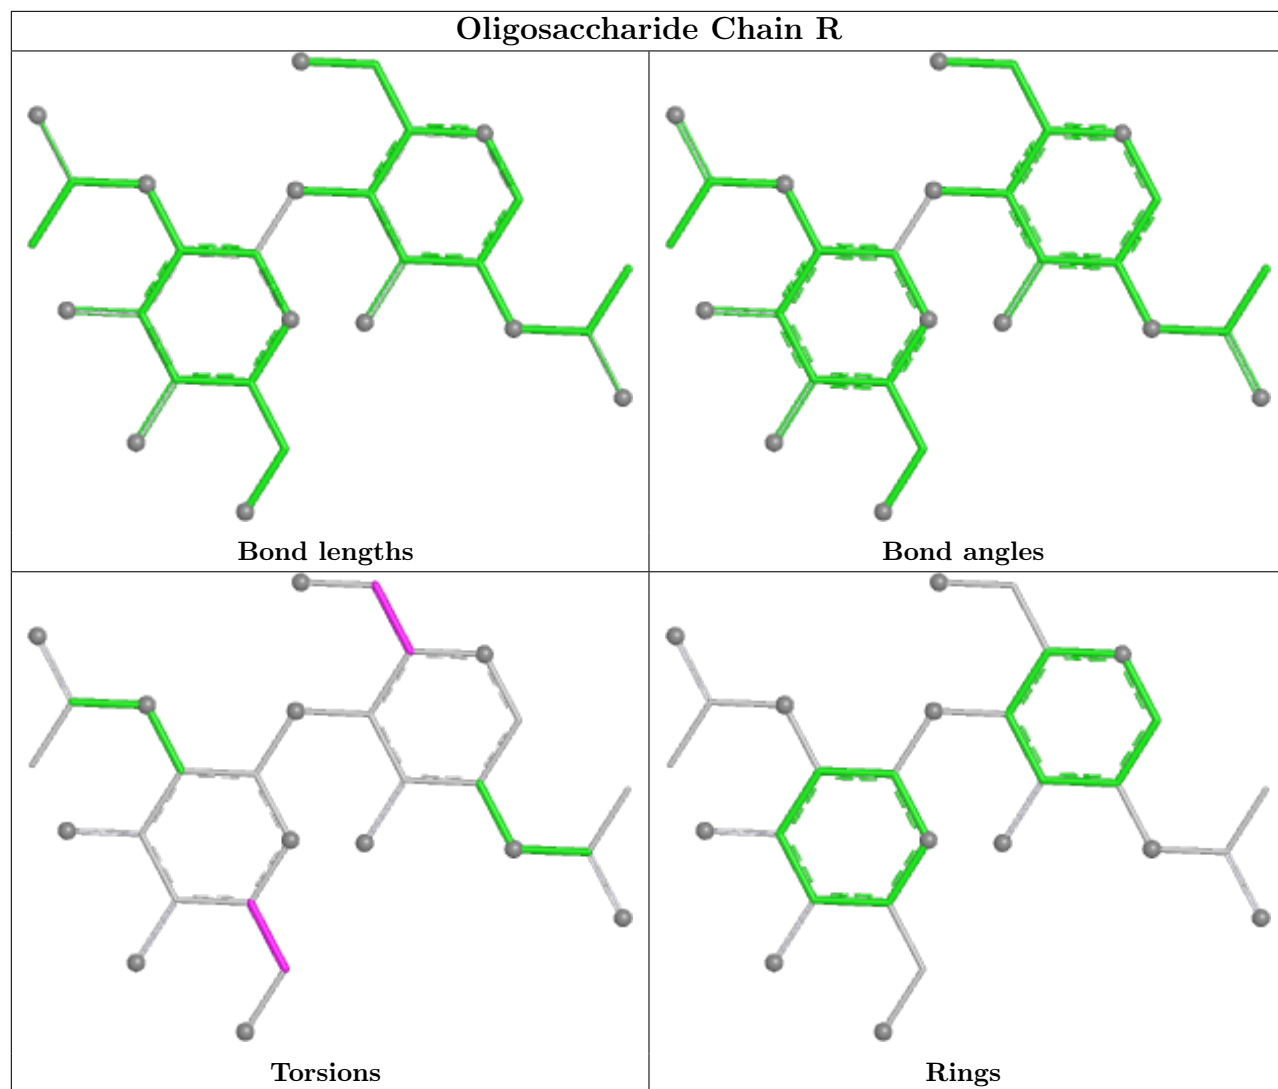 Oligosaccharide Chain R
Bond lengths
Bond angles
Torsions
Rings